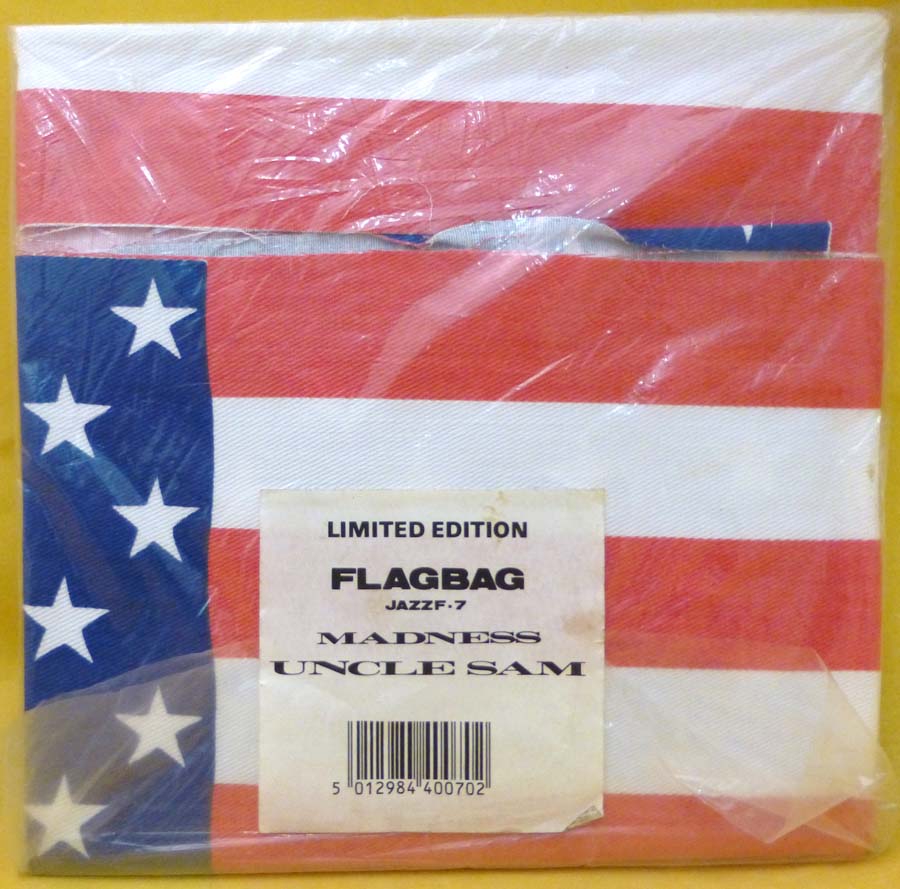 LIMITED EDITION
FLAGBAG
JAZZF·7
MADNESS
UNCLE SAM
5 012984 400702